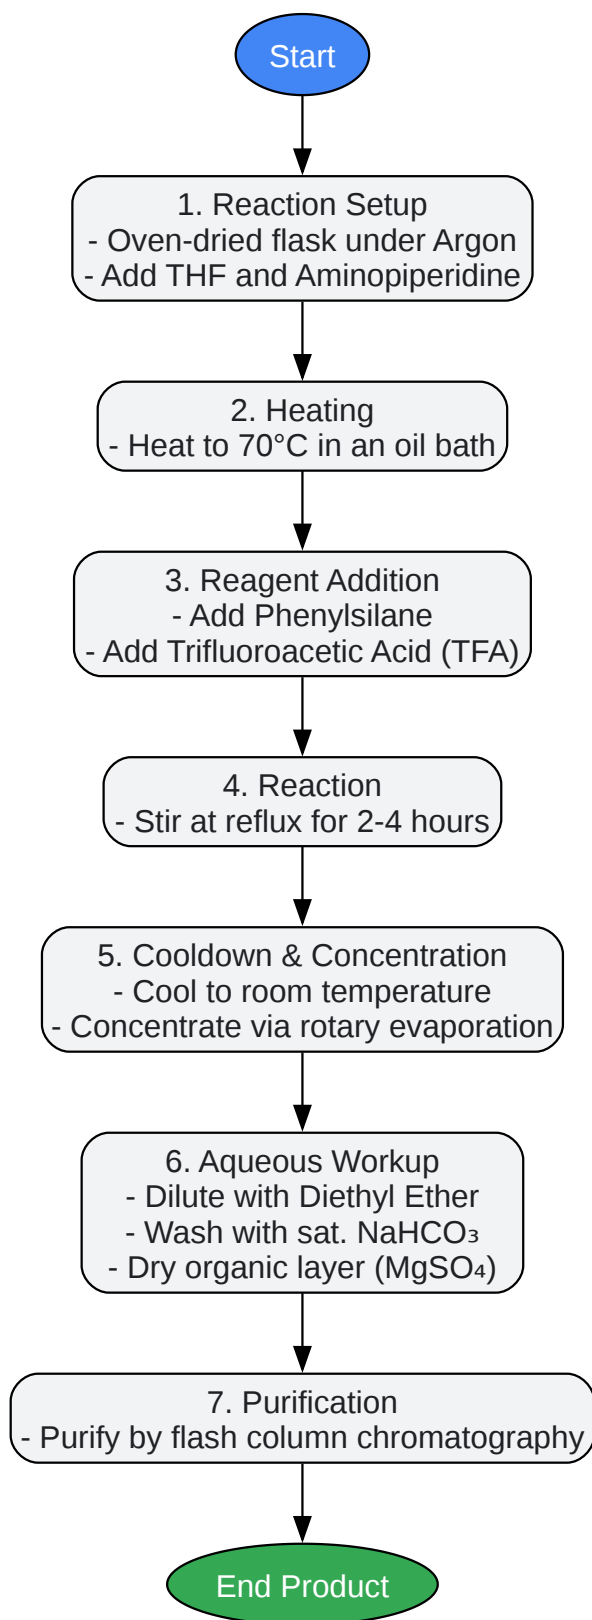 Start
1. Reaction Setup
- Oven-dried flask under Argon
- Add THF and Aminopiperidine
2. Heating
- Heat to 70°C in an oil bath
3. Reagent Addition
- Add Phenylsilane
- Add Trifluoroacetic Acid (TFA)
4. Reaction
- Stir at reflux for 2-4 hours
5. Cooldown & Concentration
- Cool to room temperature
- Concentrate via rotary evaporation
6. Aqueous Workup
- Dilute with Diethyl Ether
- Wash with sat. NaHCO₃
- Dry organic layer (MgSO₄)
7. Purification
- Purify by flash column chromatography
End Product